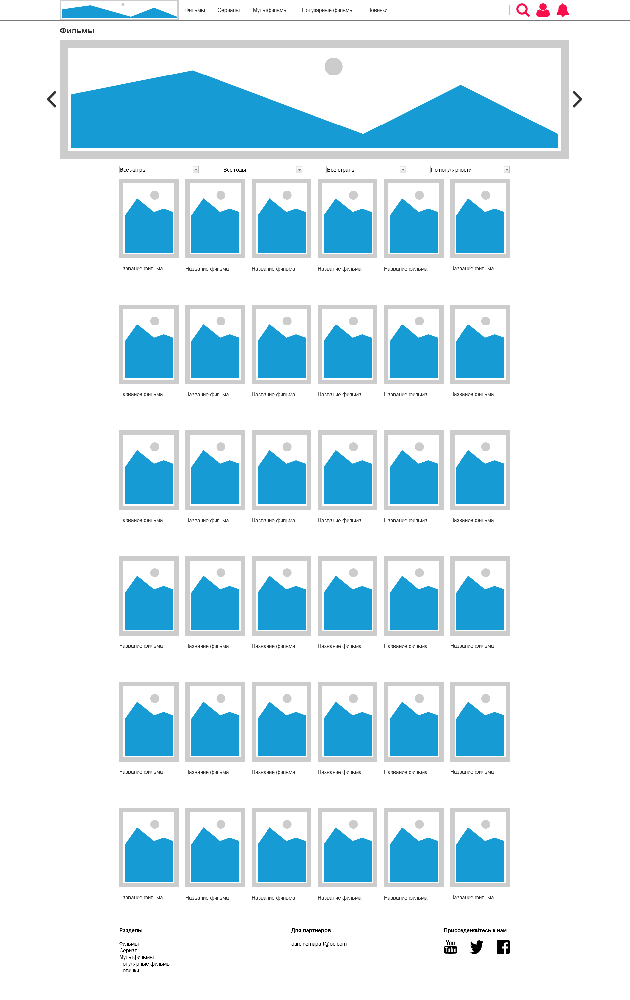 Фильмы Сериалы Мультфильмы Популярные фильмы Новинки
Фильмы
Все жанры Все годы Все страны По популярности
Название фильма Название фильма Название фильма Название фильма Название фильма Название фильма
Название фильма Название фильма Название фильма Название фильма Название фильма Название фильма
Название фильма Название фильма Название фильма Название фильма Название фильма Название фильма
Название фильма Название фильма Название фильма Название фильма Название фильма Название фильма
Название фильма Название фильма Название фильма Название фильма Название фильма Название фильма
Название фильма Название фильма Название фильма Название фильма Название фильма Название фильма
Разделы
Фильмы
Сериалы
Мультфильмы
Популярные фильмы
Новинки
Для партнеров
ourcinemapart@oc.com
Присоеденяйтесь к нам
You
Tube